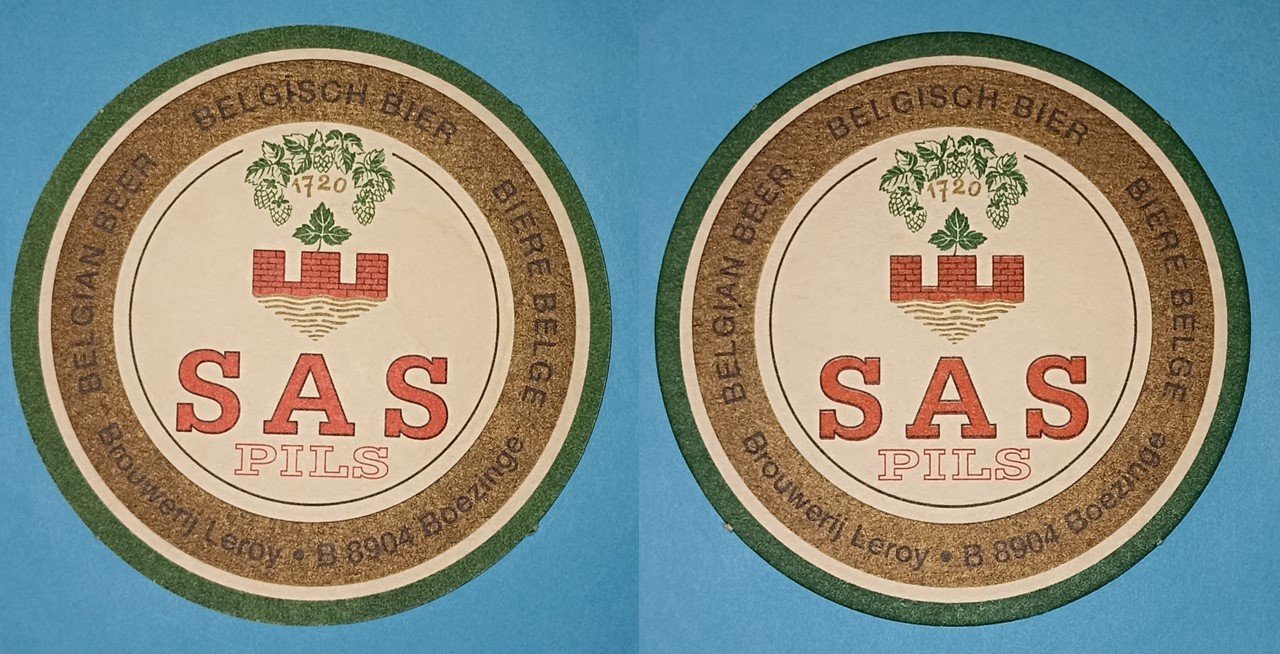 BELGIAN BEER
BELGISCH BIER
BIERE BELGE
1720
SAS
PILS
Brouwerij Leroy • B 8904 Boezinge
BELGIAN BEER
BELGISCH BIER
BIERE BELGE
1720
SAS
PILS
Brouwerij Leroy • B 8904 Boezinge